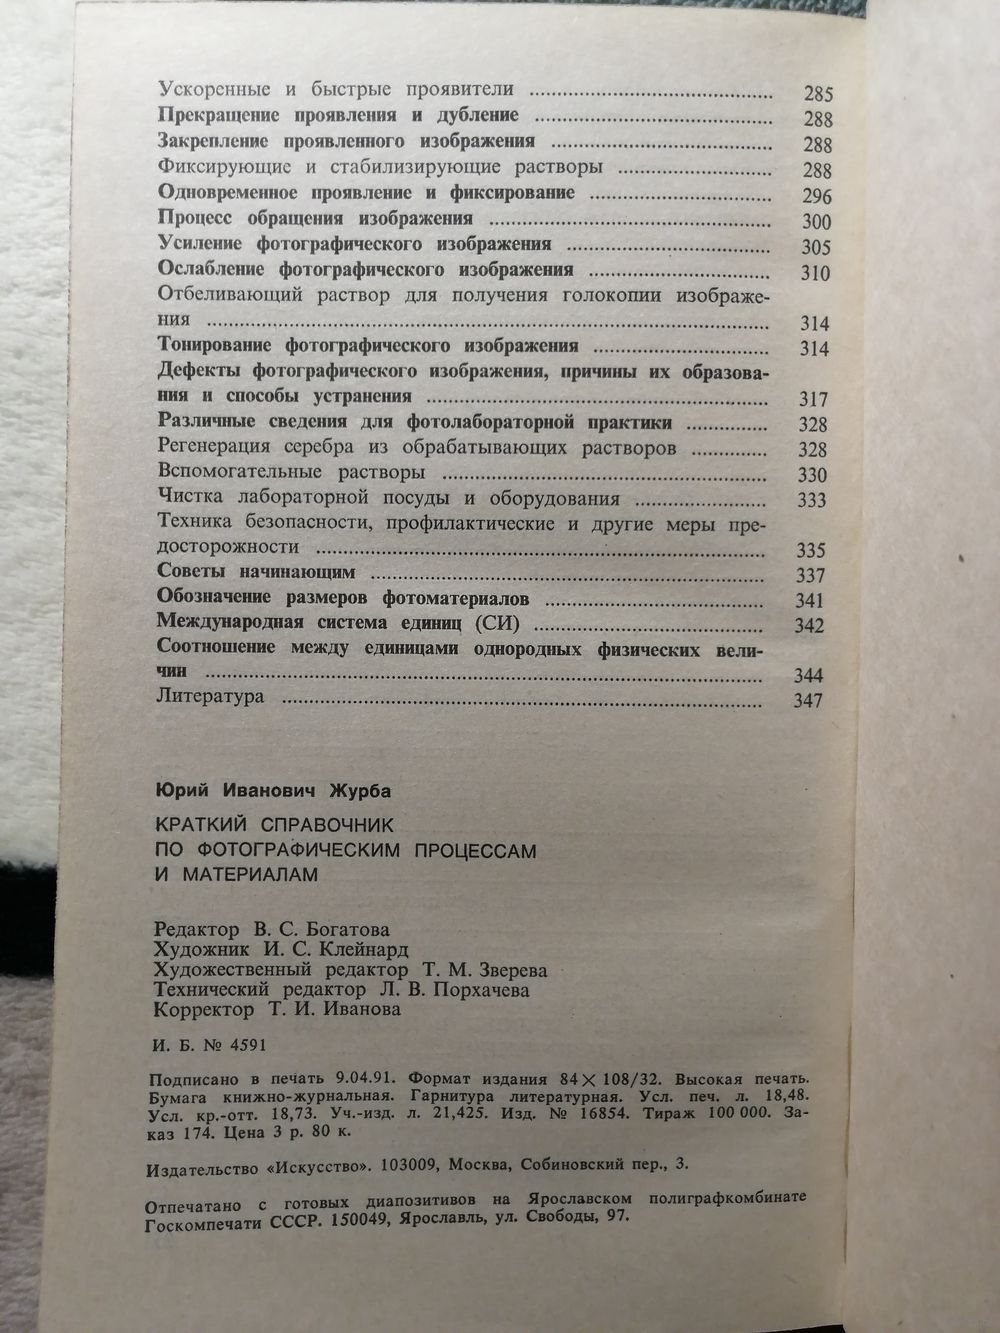 Ускоренные и быстрые проявители ........ 285
Прекращение проявления и дубление ........ 288
Закрепление проявленного изображения ........ 288
Фиксирующие и стабилизирующие растворы ........ 288
Одновременное проявление и фиксирование ........ 296
Процесс обращения изображения ........ 300
Усиление фотографического изображения ........ 305
Ослабление фотографического изображения ........ 310
Отбеливающий раствор для получения голокопии изображе-
ния ........ 314
Тонирование фотографического изображения ........ 314
Дефекты фотографического изображения, причины их образова-
ния и способы устранения ........ 317
Различные сведения для фотолабораторной практики ........ 328
Регенерация серебра из обрабатывающих растворов ........ 328
Вспомогательные растворы ........ 330
Чистка лабораторной посуды и оборудования ........ 333
Техника безопасности, профилактические и другие меры пре-
досторожности ........ 335
Советы начинающим ........ 337
Обозначение размеров фотоматериалов ........ 341
Международная система единиц (СИ) ........ 342
Соотношение между единицами однородных физических вели-
чин ........ 344
Литература ........ 347
Юрий Иванович Журба
КРАТКИЙ СПРАВОЧНИК
ПО ФОТОГРАФИЧЕСКИМ ПРОЦЕССАМ
И МАТЕРИАЛАМ
Редактор В. С. Богатова
Художник И. С. Клейнард
Художественный редактор Т. М. Зверева
Технический редактор Л. В. Порхачева
Корректор Т. И. Иванова
И. Б. № 4591
Подписано в печать 9.04.91. Формат издания 84×108/32. Высокая печать.
Бумага книжно-журнальная. Гарнитура литературная. Усл. печ. л. 18,48.
Усл. кр.-отт. 18,73. Уч.-изд. л. 21,425. Изд. № 16854. Тираж 100 000. За-
каз 174. Цена 3 р. 80 к.
Издательство «Искусство». 103009, Москва, Собиновский пер., 3.
Отпечатано с готовых диапозитивов на Ярославском полиграфкомбинате
Госкомпечати СССР. 150049, Ярославль, ул. Свободы, 97.